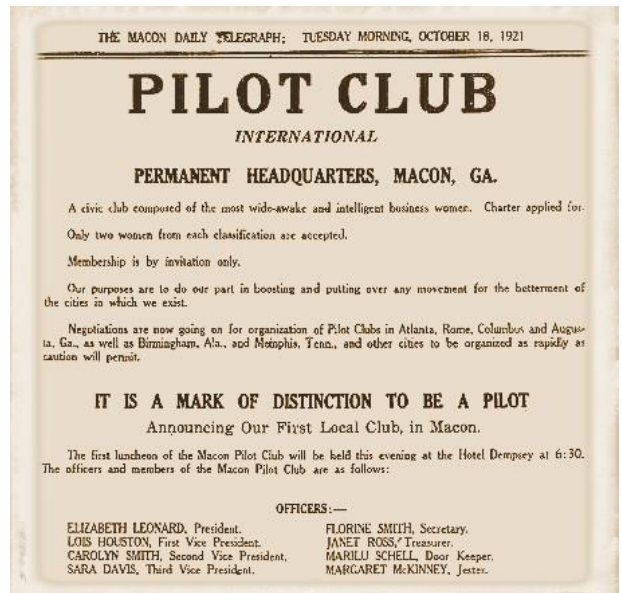 THE MACON DAILY TELEGRAPH: TUESDAY MORNING, OCTOBER 18, 1921
PILOT CLUB
INTERNATIONAL
PERMANENT HEADQUARTERS, MACON, GA.
A civic club composed of the most wide-awake and intelligent business women. Charter applied for.
Only two women from each classification are accepted.
Membership is by invitation only.
Our purposes are to do our part in boosting and putting over any movement for the betterment of
the cities in which we exist.
Negotiations are now going on for organization of Pilot Clubs in Atlanta, Rome, Columbus and Augus-
ta, Ga., as well as Birmingham, Ala., and Memphis, Tenn., and other cities to be organized as rapidly as
caution will permit.
IT IS A MARK OF DISTINCTION TO BE A PILOT
Announcing Our First Local Club, in Macon.
The first luncheon of the Macon Pilot Club will be held this evening at the Hotel Dempsey at 6:30.
The officers and members of the Macon Pilot Club are as follows:
OFFICERS:—
ELIZABETH LEONARD, President.
LOIS HOUSTON, First Vice President.
CAROLYN SMITH, Second Vice President,
SARA DAVIS, Third Vice President.
FLORINE SMITH, Secretary.
JANET ROSS, Treasurer.
MARILU SCHELL, Door Keeper.
MARGARET McKINNEY, Jester.